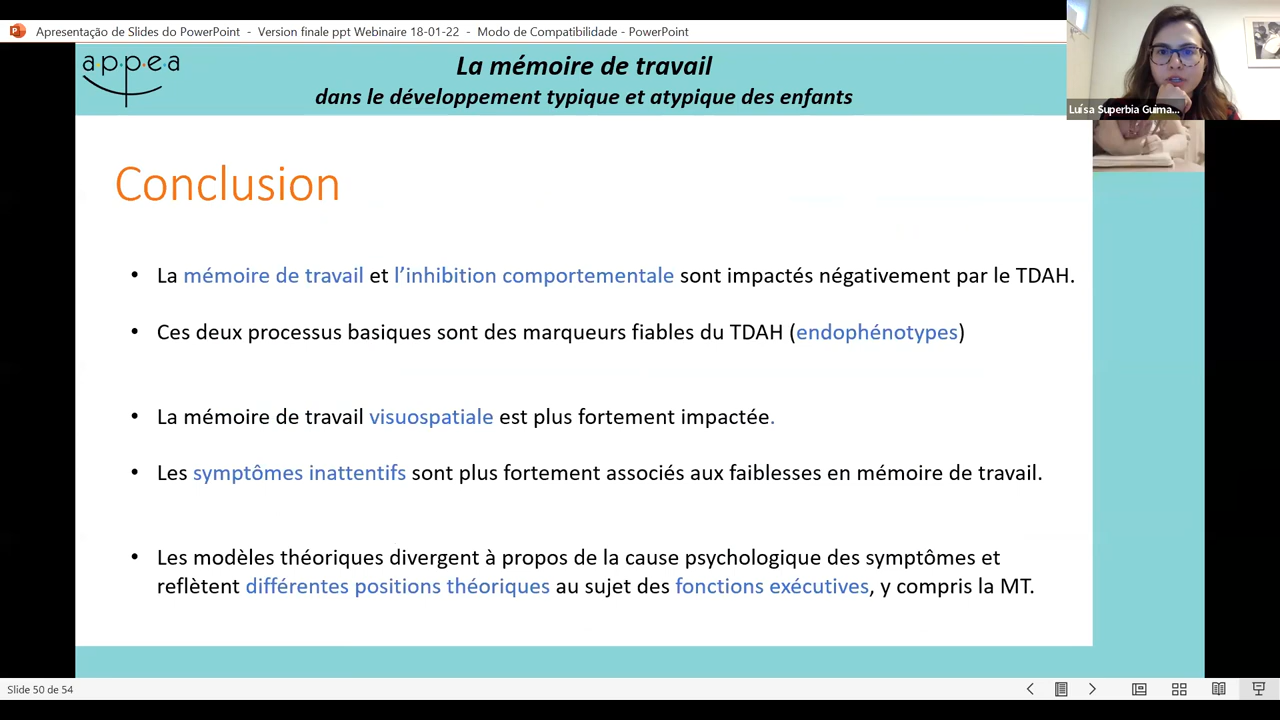 Apresentação de Slides do PowerPoint - Version finale ppt Webinaire 18-01-22 - Modo de Compatibilidade - PowerPoint
appea
La mémoire de travail
dans le développement typique et atypique des enfants
Luísa Superbia Guima...
Conclusion
• La mémoire de travail et l’inhibition comportementale sont impactés négativement par le TDAH.
• Ces deux processus basiques sont des marqueurs fiables du TDAH (endophénotypes)
• La mémoire de travail visuospatiale est plus fortement impactée.
• Les symptômes inattentifs sont plus fortement associés aux faiblesses en mémoire de travail.
• Les modèles théoriques divergent à propos de la cause psychologique des symptômes et
reflètent différentes positions théoriques au sujet des fonctions exécutives, y compris la MT.
Slide 50 de 54